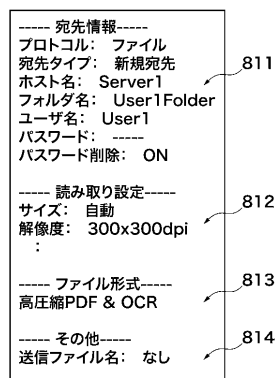 ----- 宛先情報-----
プロトコル： ファイル
宛先タイプ： 新規宛先
ホスト名： Server1
フォルダ名： User1Folder
ユーザ名： User1
パスワード： -----
パスワード削除： ON
811
----- 読み取り設定-----
サイズ： 自動
解像度： 300x300dpi
：
812
----- ファイル形式-----
高圧縮PDF & OCR
813
----- その他-----
送信ファイル名： なし
814